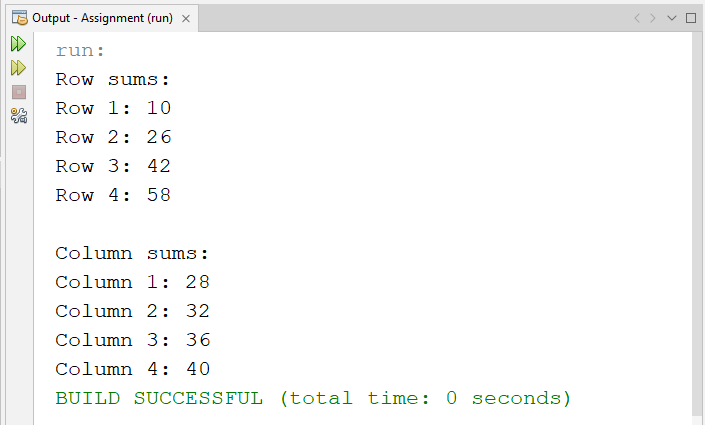 Output - Assignment (run)
run:
Row sums:
Row 1: 10
Row 2: 26
Row 3: 42
Row 4: 58
Column sums:
Column 1: 28
Column 2: 32
Column 3: 36
Column 4: 40
BUILD SUCCESSFUL (total time: 0 seconds)